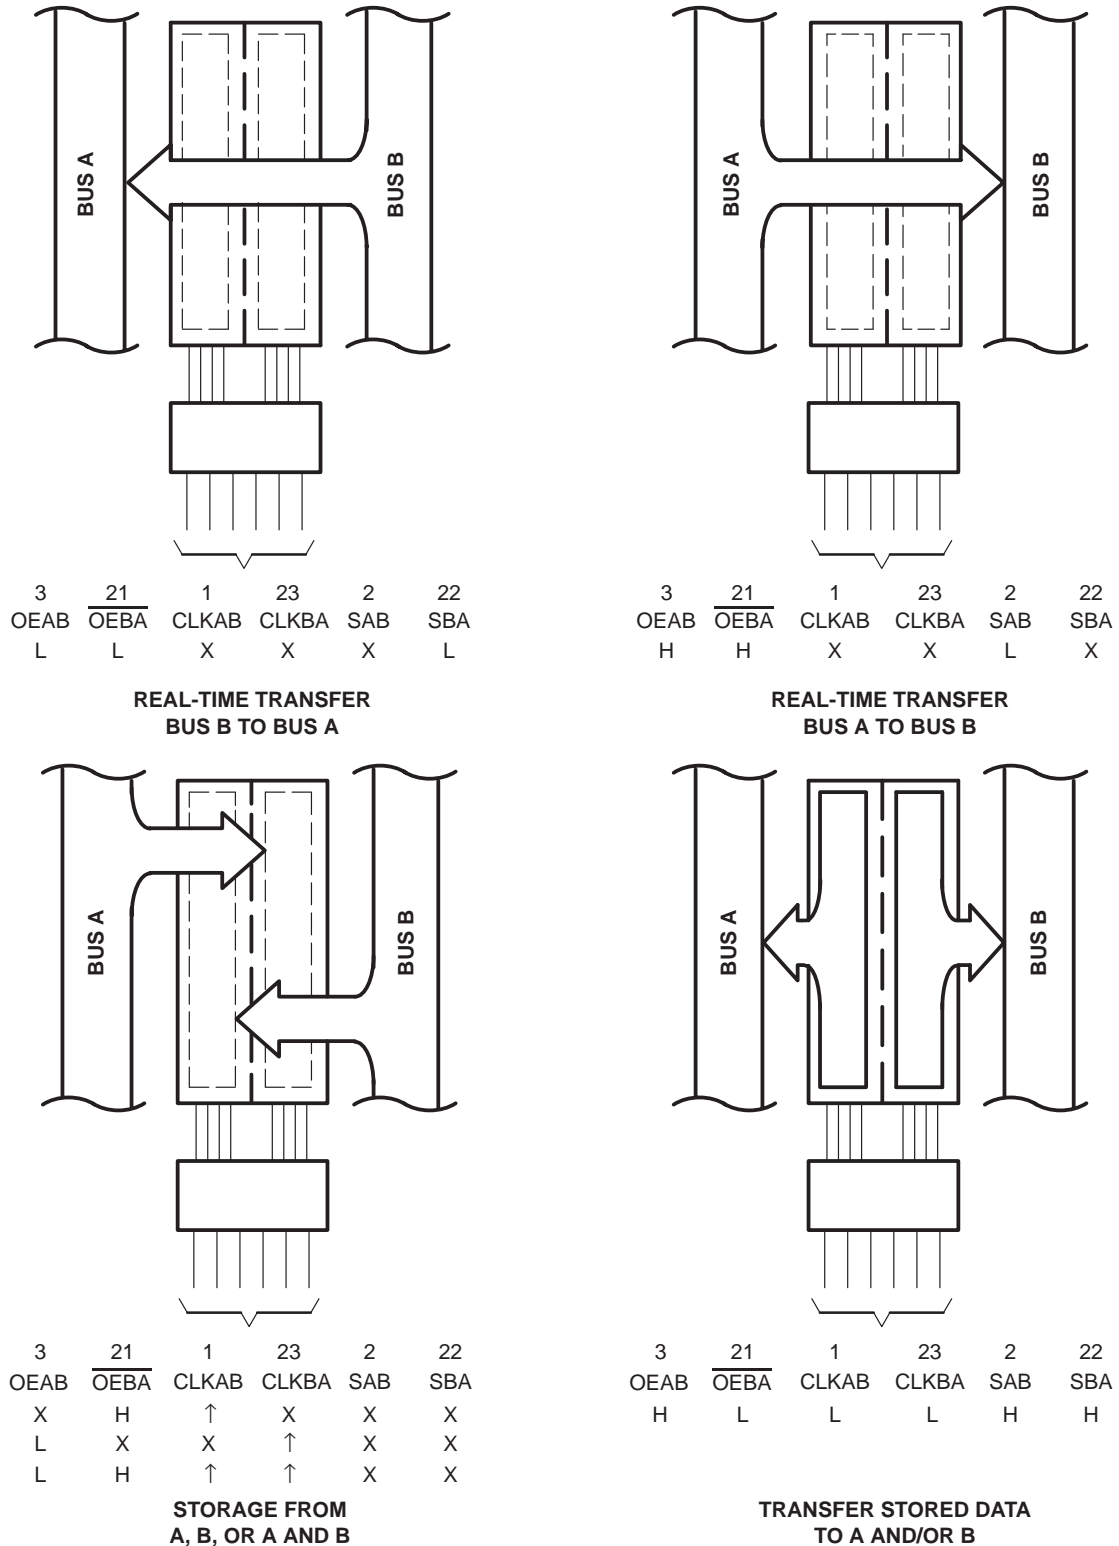 BUS A
BUS B
3 21 1 23 2 22
OEAB OEBA CLKAB CLKBA SAB SBA
L L X X X L
REAL-TIME TRANSFER
BUS B TO BUS A
BUS A
BUS B
3 21 1 23 2 22
OEAB OEBA CLKAB CLKBA SAB SBA
H H X X L X
REAL-TIME TRANSFER
BUS A TO BUS B
BUS A
BUS B
3 21 1 23 2 22
OEAB OEBA CLKAB CLKBA SAB SBA
X H ↑ X X X
L X X ↑ X X
L H ↑ ↑ X X
STORAGE FROM
A, B, OR A AND B
BUS A
BUS B
3 21 1 23 2 22
OEAB OEBA CLKAB CLKBA SAB SBA
H L L L H H
TRANSFER STORED DATA
TO A AND/OR B